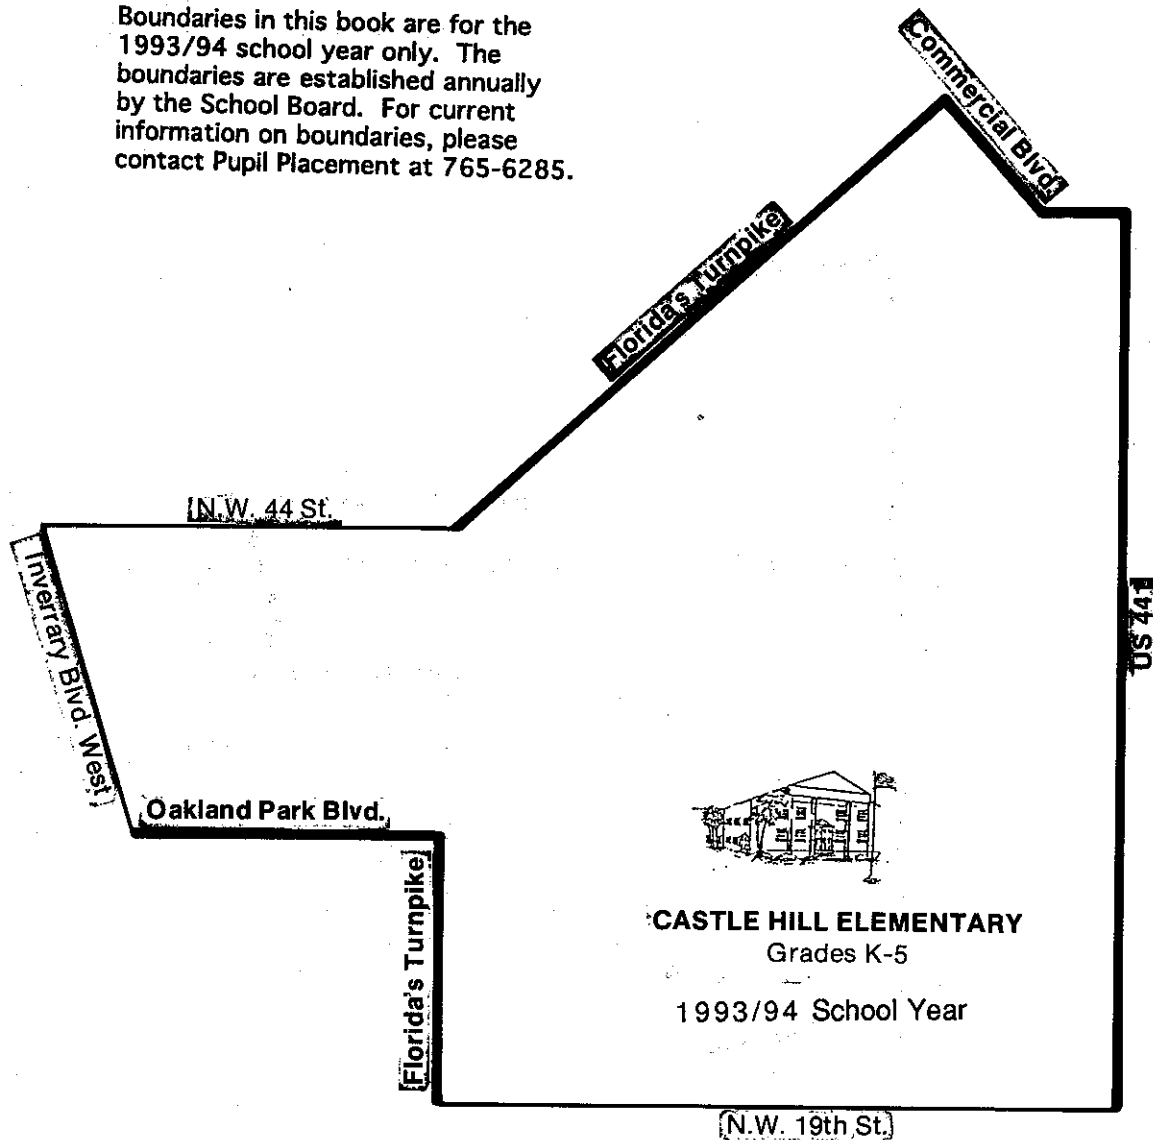 Boundaries in this book are for the
1993/94 school year only. The
boundaries are established annually
by the School Board. For current
information on boundaries, please
contact Pupil Placement at 765-6285.
Commercial Blvd.
Florida's Turnpike
N.W. 44 St.
Inverrary Blvd. West
US 441
Oakland Park Blvd.
Florida's Turnpike
CASTLE HILL ELEMENTARY
Grades K-5
1993/94 School Year
N.W. 19th St.